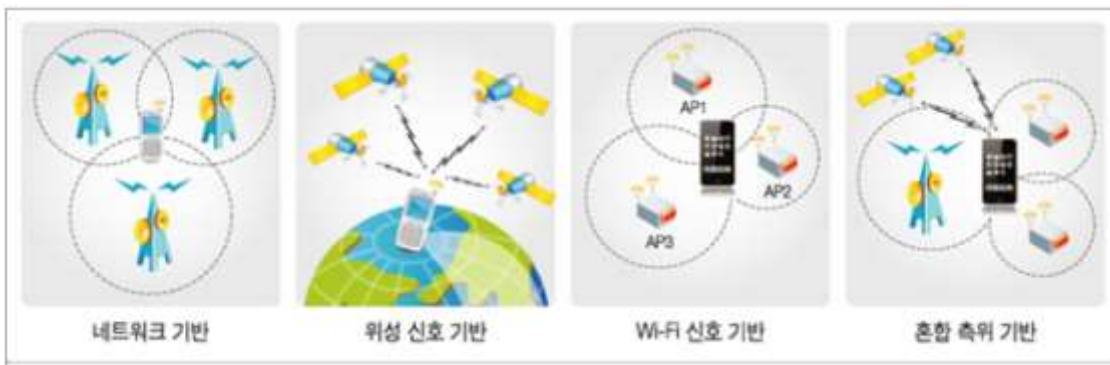 AP1
AP2
AP3
네트워크 기반
위성 신호 기반
Wi-Fi 신호 기반
혼합 측위 기반